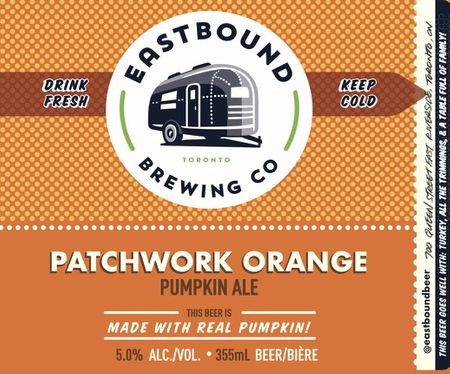 EASTBOUND
BREWING CO
TORONTO
DRINK
FRESH
KEEP
COLD
PATCHWORK ORANGE
PUMPKIN ALE
THIS BEER IS
MADE WITH REAL PUMPKIN!
5.0% ALC./VOL. • 355mL BEER/BIÈRE
@eastboundbeer
700 QUEEN STREET EAST, RIVERSIDE, TORONTO, ON
THIS BEER GOES WELL WITH: TURKEY, ALL THE TRIMMINGS, & A TABLE FULL OF FAMILY!